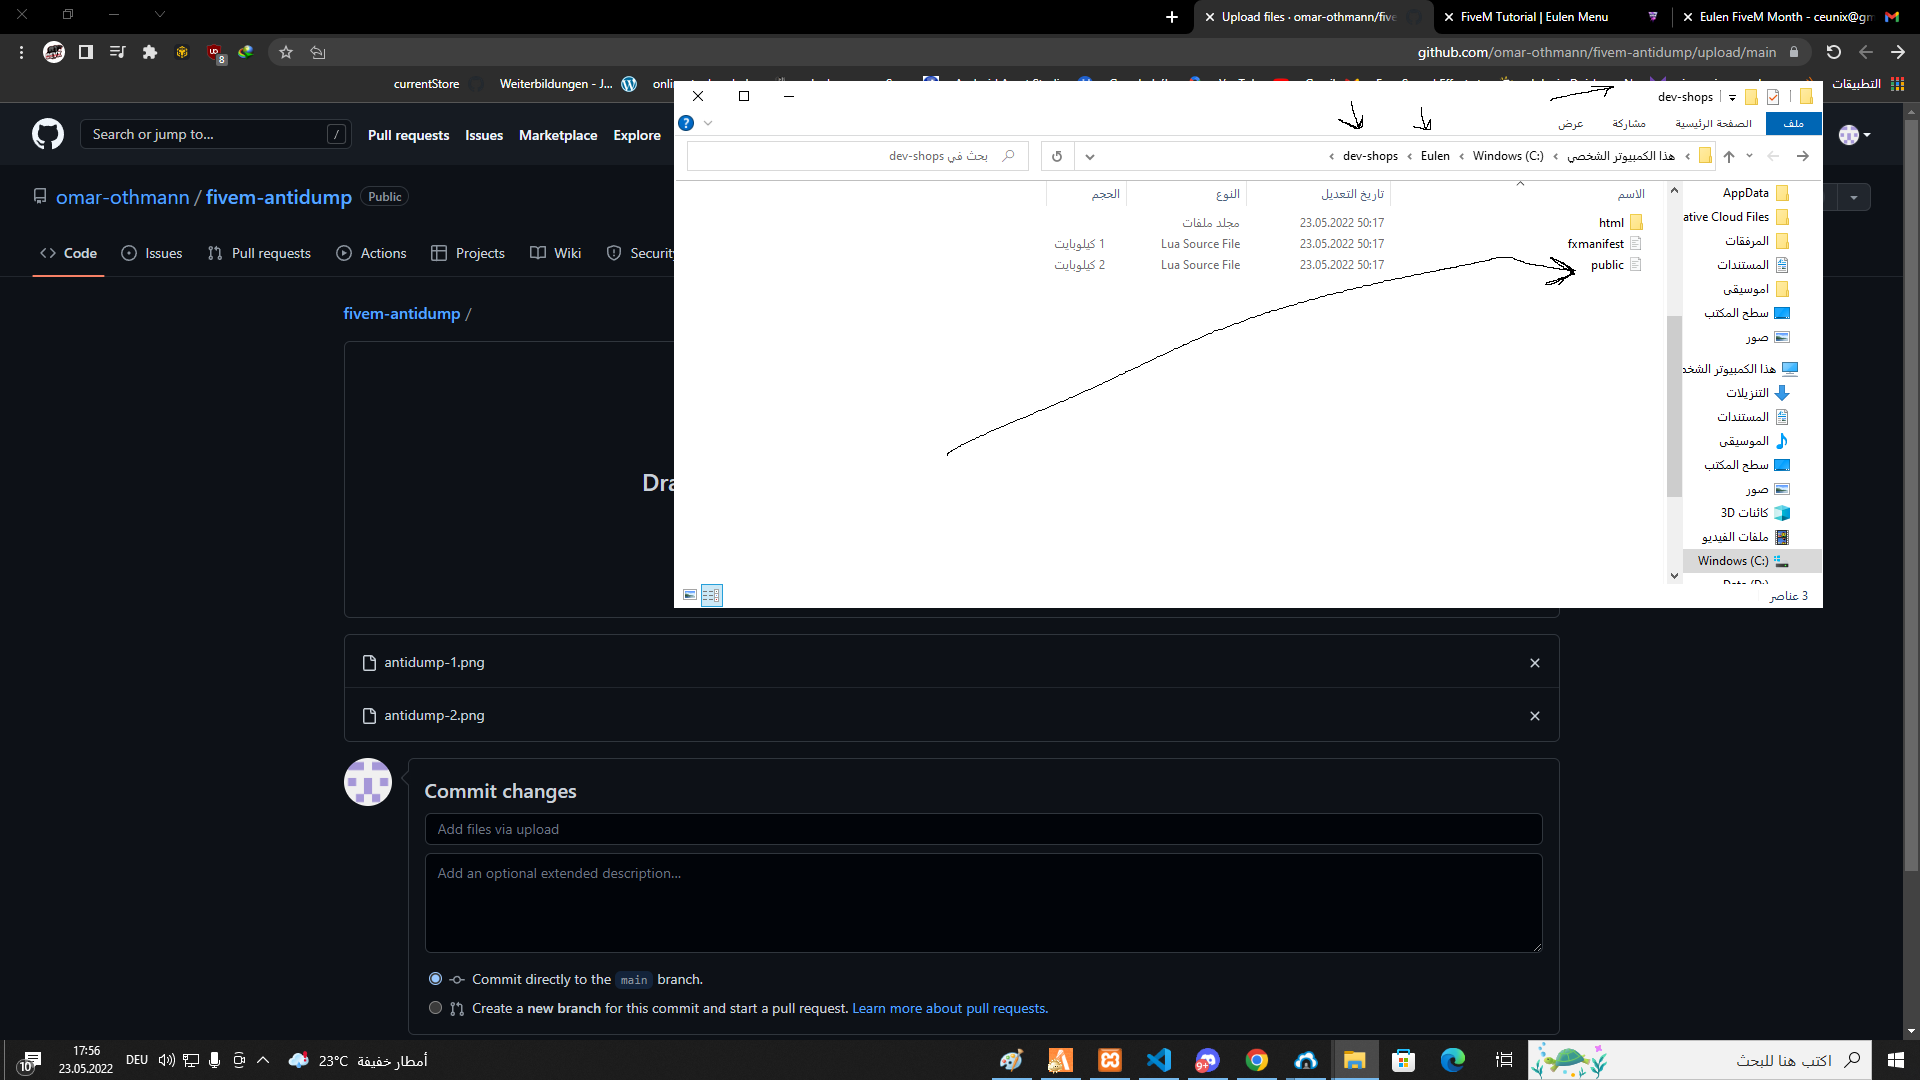 Upload files · omar-othmann/five
FiveM Tutorial | Eulen Menu
Eulen FiveM Month - ceunix@gm
github.com/omar-othmann/fivem-antidump/upload/main
currentStore
Weiterbildungen - J...
التطبيقات
dev-shops
ملف
الصفحة الرئيسية
مشاركة
عرض
Search or jump to...
/
Pull requests
Issues
Marketplace
Explore
بحث في dev-shops
هذا الكمبيوتر الشخصي
Windows (C:)
Eulen
dev-shops
الاسم
تاريخ التعديل
النوع
الحجم
html
23.05.2022 50:17
مجلد ملفات
fxmanifest
23.05.2022 50:17
Lua Source File
1 كيلوبايت
public
23.05.2022 50:17
Lua Source File
2 كيلوبايت
AppData
ative Cloud Files
المرفقات
المستندات
اموسيقى
سطح المكتب
صور
هذا الكمبيوتر الشخص
التنزيلات
المستندات
الموسيقى
سطح المكتب
صور
كائنات 3D
ملفات الفيديو
Windows (C:)
3 عناصر
omar-othmann / fivem-antidump
Public
Code
Issues
Pull requests
Actions
Projects
Wiki
Securit
fivem-antidump /
Dra
antidump-1.png
antidump-2.png
Commit changes
Add files via upload
Add an optional extended description...
Commit directly to the main branch.
Create a new branch for this commit and start a pull request. Learn more about pull requests.
10
17:56
23.05.2022
DEU
23°C أمطار خفيفة
اكتب هنا للبحث